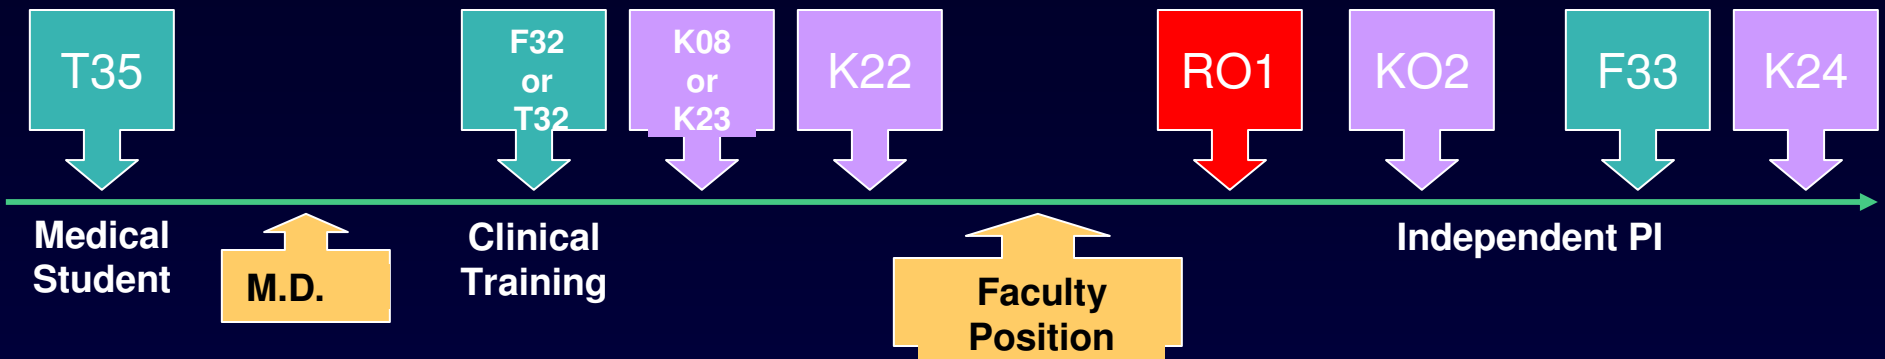 T35
F32
or
T32
K08
or
K23
K22
RO1
KO2
F33
K24
Medical
Student
M.D.
Clinical
Training
Faculty
Position
Independent PI